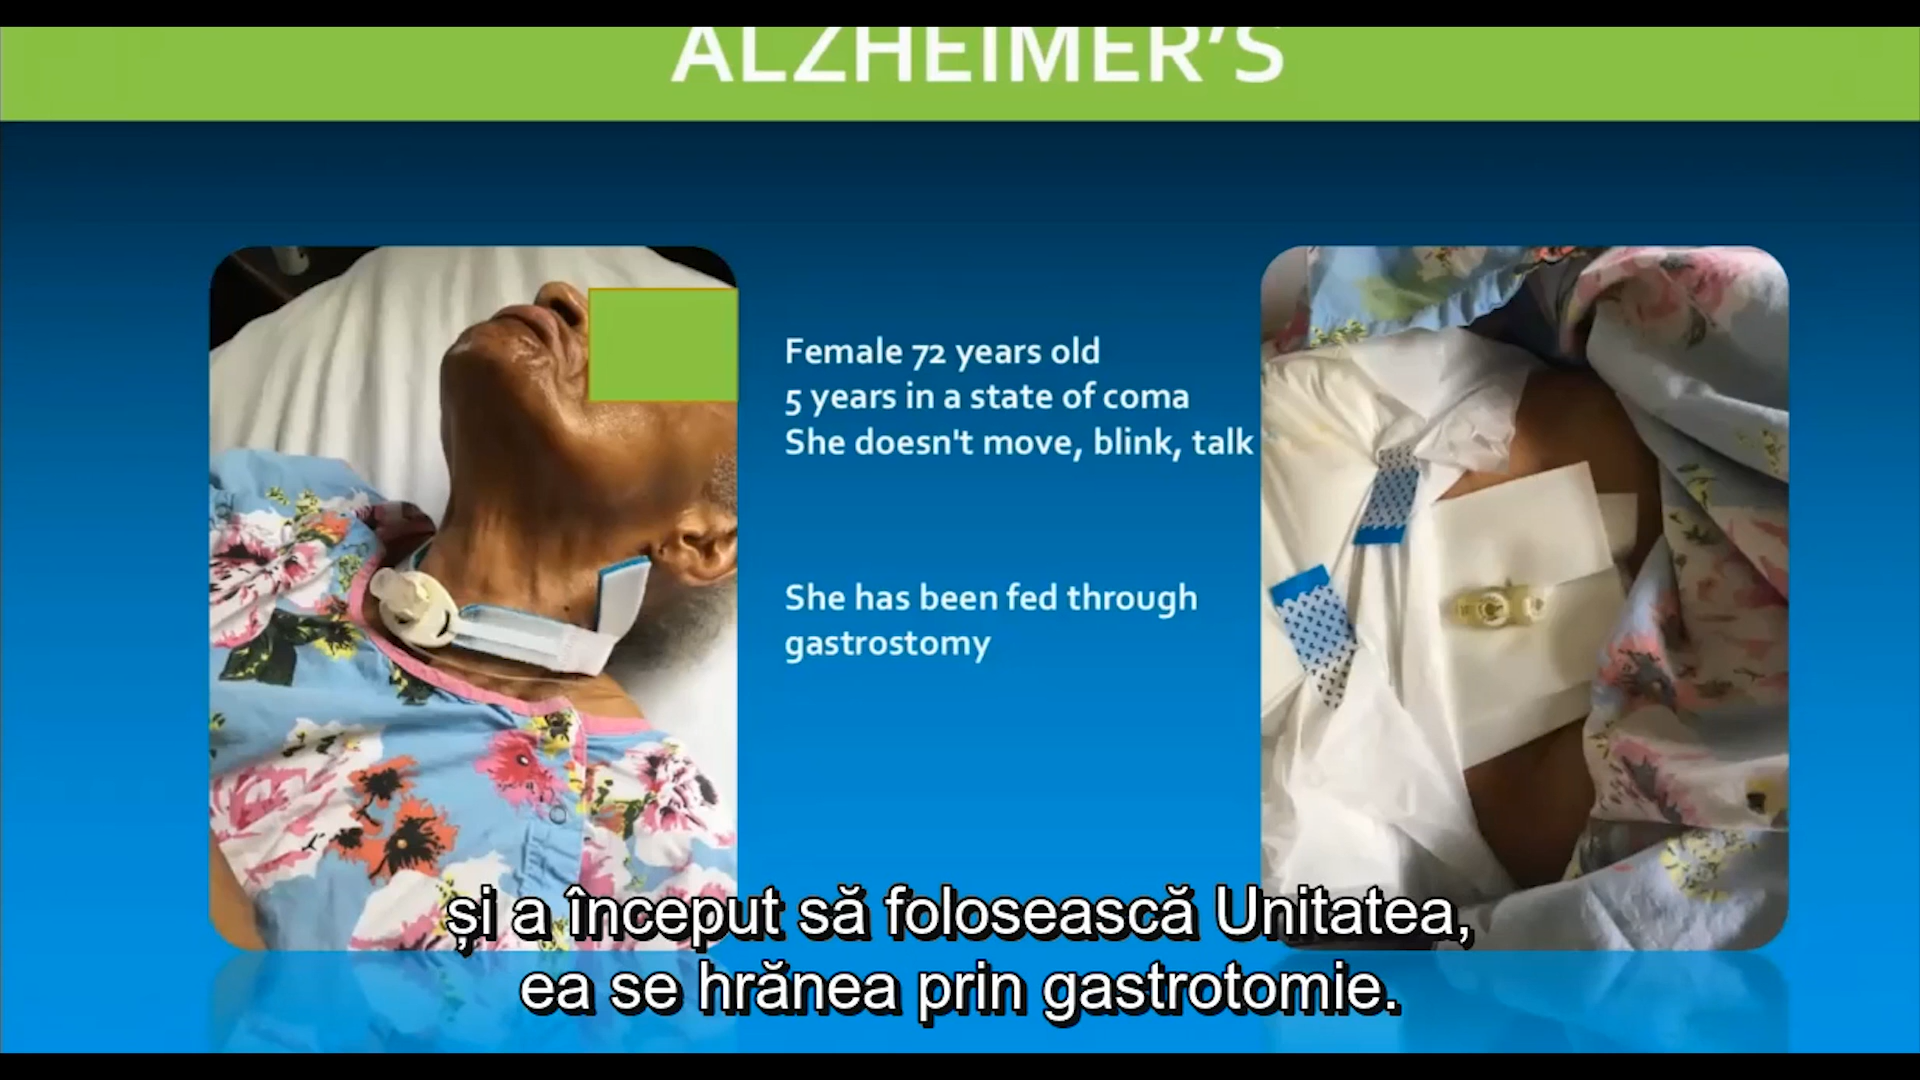 ALZHEIMER'S
Female 72 years old
5 years in a state of coma
She doesn't move, blink, talk
She has been fed through
gastrostomy
și a început să folosească Unitatea,
ea se hrănea prin gastrotomie.